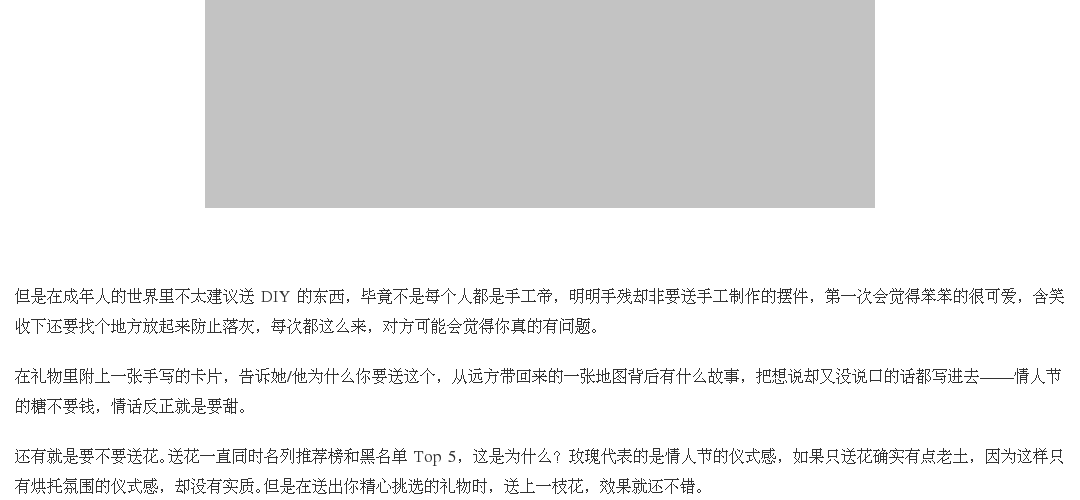 但是在成年人的世界里不太建议送 DIY 的东西，毕竟不是每个人都是手工帝，明明手残却非要送手工制作的摆件，第一次会觉得笨笨的很可爱，含笑
收下还要找个地方放起来防止落灰，每次都这么来，对方可能会觉得你真的有问题。
在礼物里附上一张手写的卡片，告诉她/他为什么你要送这个，从远方带回来的一张地图背后有什么故事，把想说却又没说口的话都写进去——情人节
的糖不要钱，情话反正就是要甜。
还有就是要不要送花。送花一直同时名列推荐榜和黑名单 Top 5，这是为什么？玫瑰代表的是情人节的仪式感，如果只送花确实有点老土，因为这样只
有烘托氛围的仪式感，却没有实质。但是在送出你精心挑选的礼物时，送上一枝花，效果就还不错。